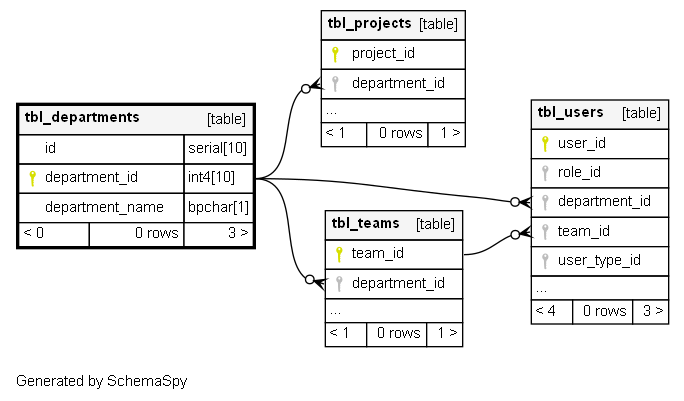 tbl_projects [table]
project_id
department_id
...
< 1 0 rows 1 >
tbl_departments [table]
id serial[10]
department_id int4[10]
department_name bpchar[1]
< 0 0 rows 3 >
tbl_users [table]
user_id
role_id
department_id
team_id
user_type_id
...
< 4 0 rows 3 >
tbl_teams [table]
team_id
department_id
...
< 1 0 rows 1 >
Generated by SchemaSpy